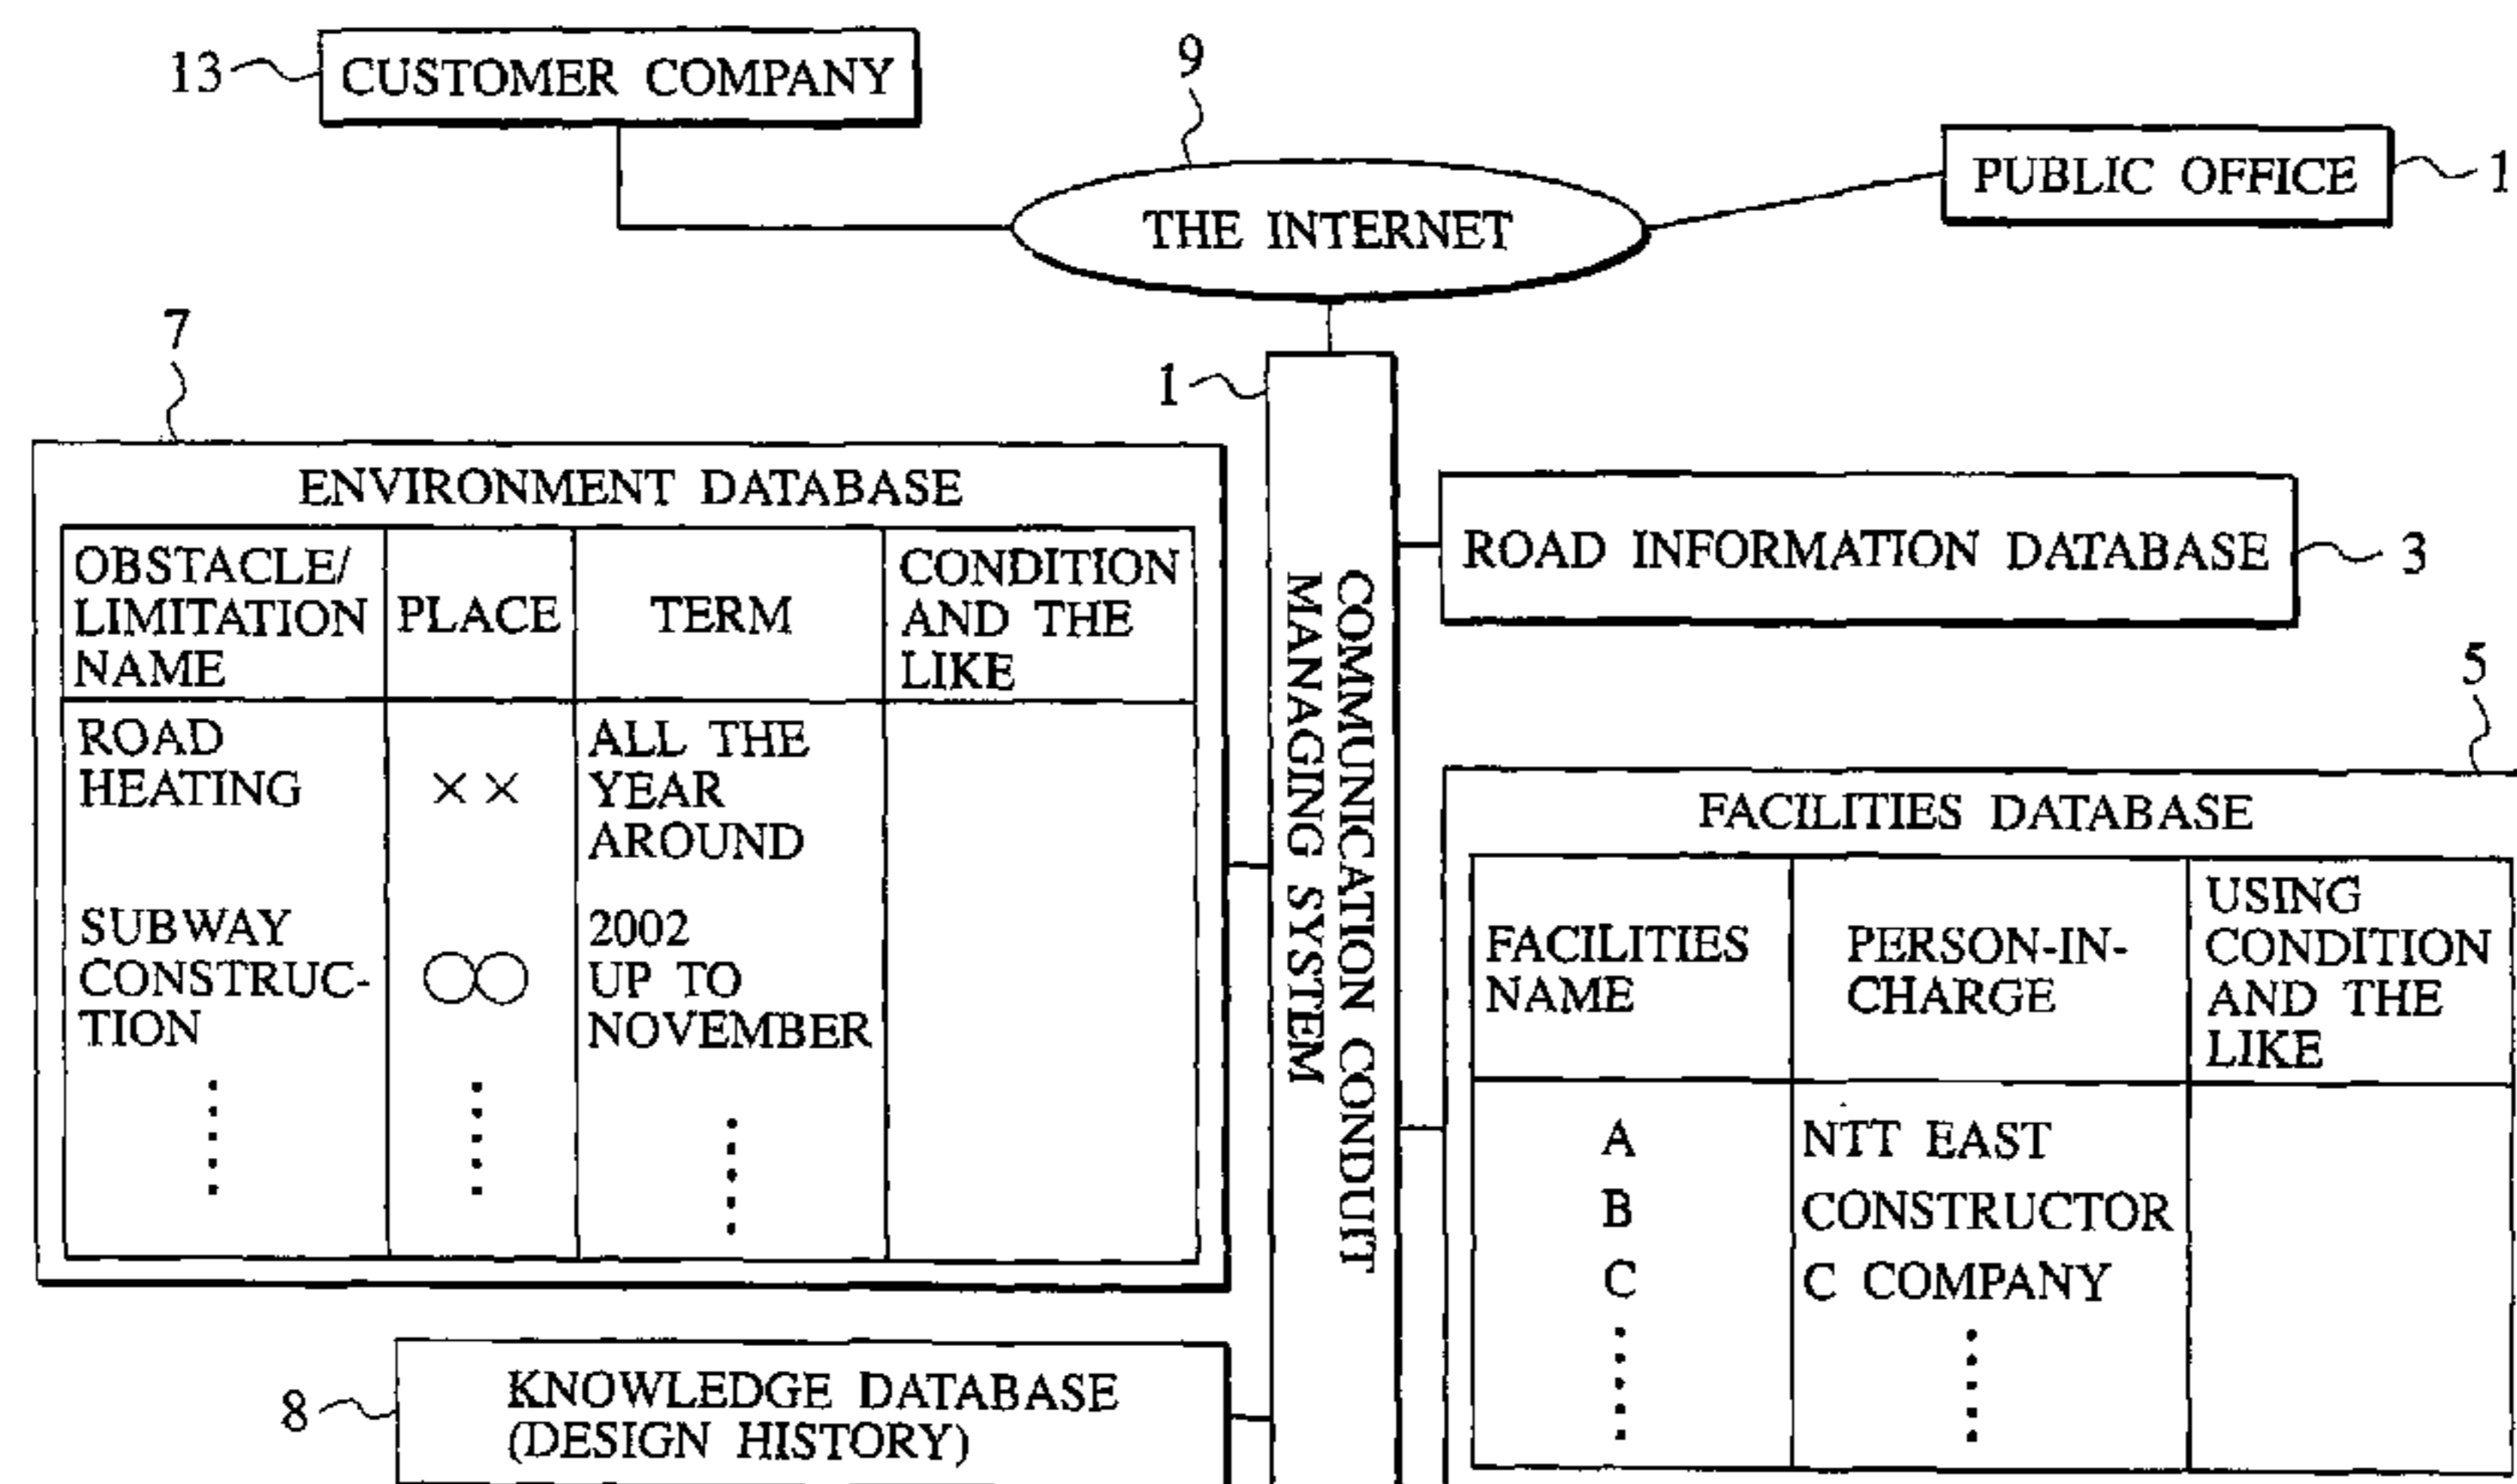 13 CUSTOMER COMPANY
9
THE INTERNET
PUBLIC OFFICE 1
7
1
COMMUNICATION CONDUIT
MANAGING SYSTEM
ENVIRONMENT DATABASE
OBSTACLE/
LIMITATION
NAME
PLACE
TERM
CONDITION
AND THE
LIKE
ROAD
HEATING
××
ALL THE
YEAR
AROUND
SUBWAY
CONSTRUC-
TION
○○
2002
UP TO
NOVEMBER
ROAD INFORMATION DATABASE 3
5
FACILITIES DATABASE
FACILITIES
NAME
PERSON-IN-
CHARGE
USING
CONDITION
AND THE
LIKE
A NTT EAST
B CONSTRUCTOR
C C COMPANY
8 KNOWLEDGE DATABASE
(DESIGN HISTORY)